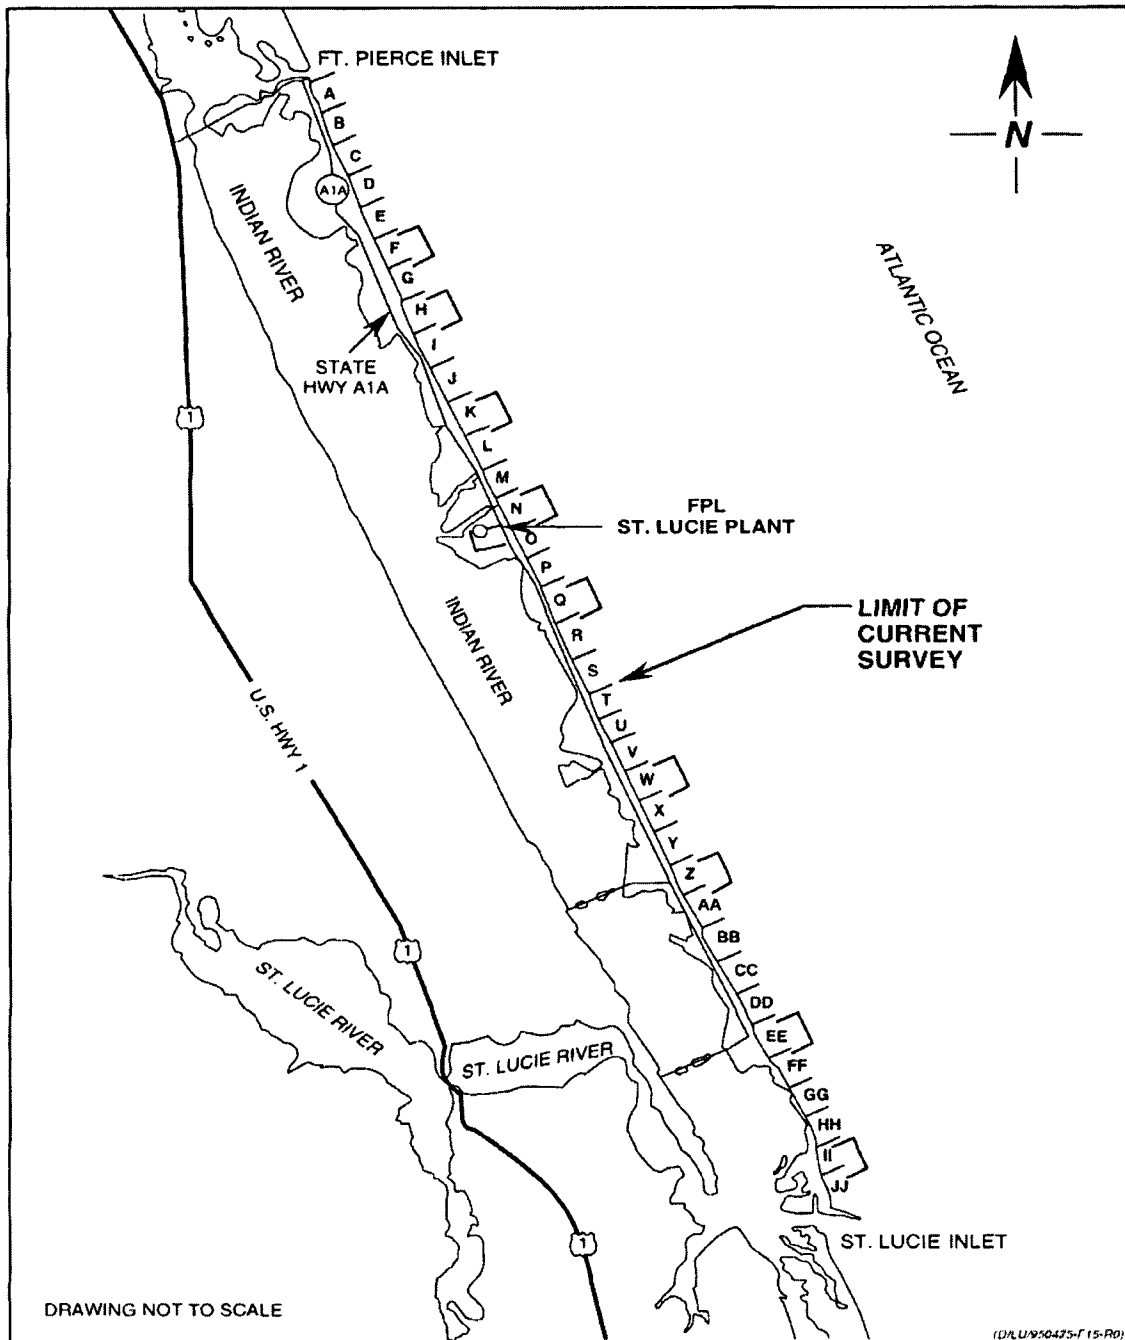 FT. PIERCE INLET
A
B
C
D
A1A
E
F
G
H
I
J
K
L
M
N
O
P
Q
R
S
T
U
V
W
X
Y
Z
AA
BB
CC
DD
EE
FF
GG
HH
II
JJ
N
INDIAN RIVER
ATLANTIC OCEAN
STATE
HWY A1A
1
FPL
ST. LUCIE PLANT
LIMIT OF
CURRENT
SURVEY
INDIAN RIVER
U.S. HWY 1
1
ST. LUCIE RIVER
ST. LUCIE RIVER
1
ST. LUCIE INLET
DRAWING NOT TO SCALE